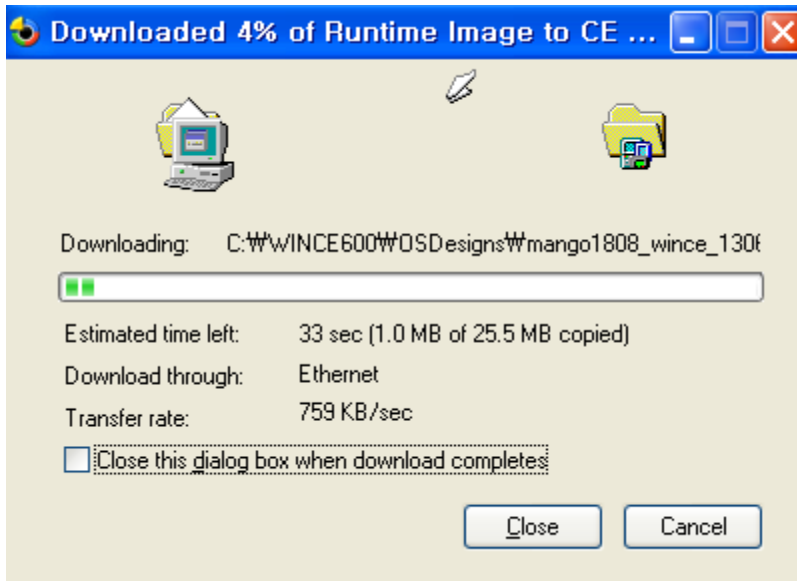 Downloaded 4% of Runtime Image to CE ...
Downloading: C:₩WINCE600₩OSDesigns₩mango1808_wince_1306
Estimated time left: 33 sec (1.0 MB of 25.5 MB copied)
Download through: Ethernet
Transfer rate: 759 KB/sec
Close this dialog box when download completes
Close Cancel